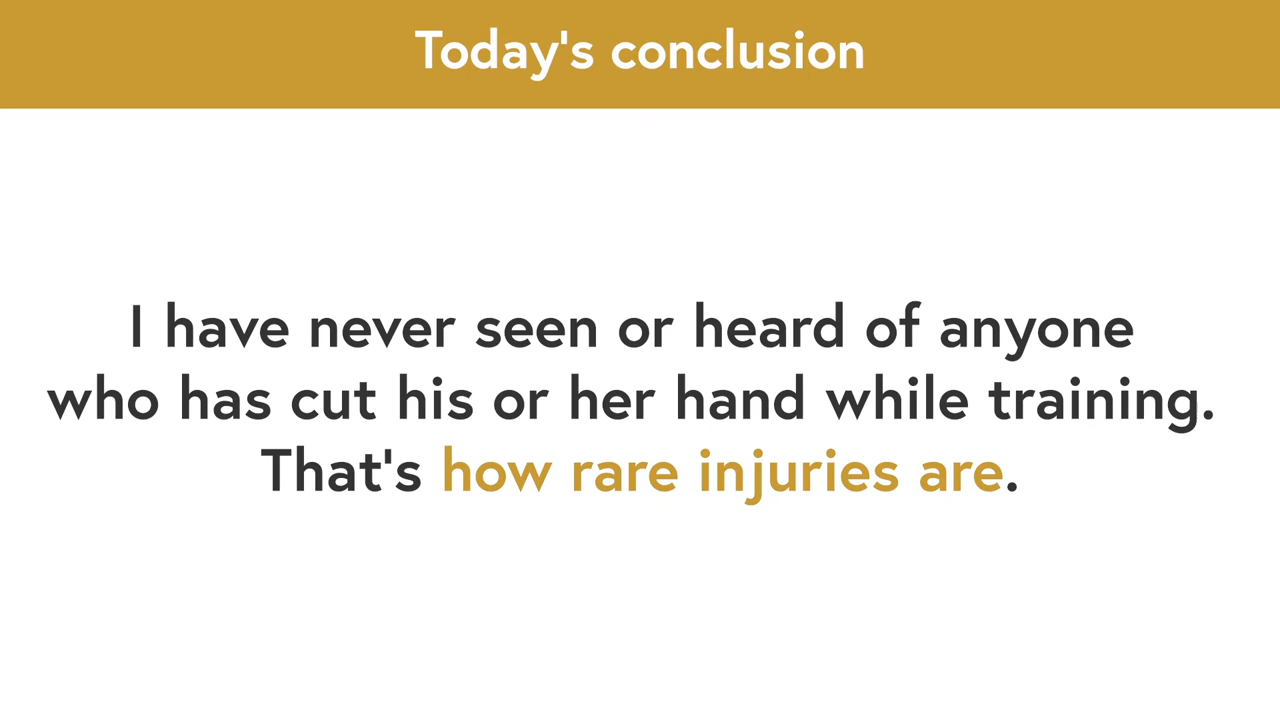 Today's conclusion
I have never seen or heard of anyone
who has cut his or her hand while training.
That's how rare injuries are.